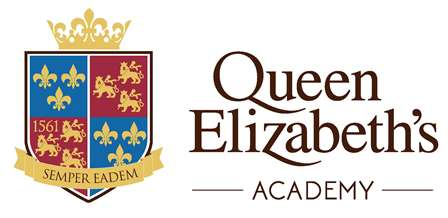 1561
SEMPER EADEM
Queen
Elizabeth's
ACADEMY